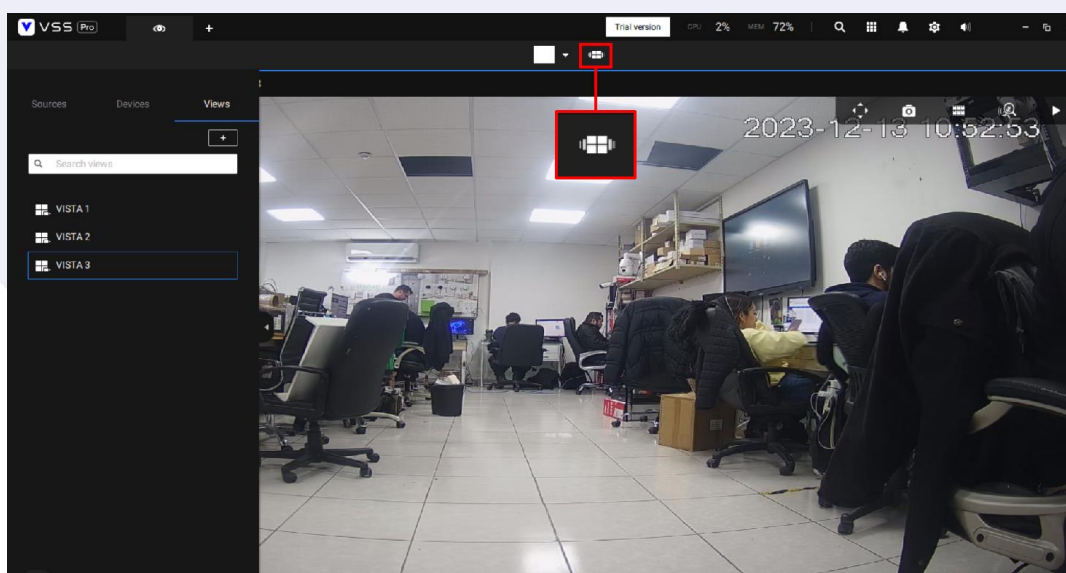 VSS Pro
+
Trial version
CPU 2%
MEM 72%
Sources
Devices
Views
+
Search views
VISTA 1
VISTA 2
VISTA 3
2023-12-13 10:52:53